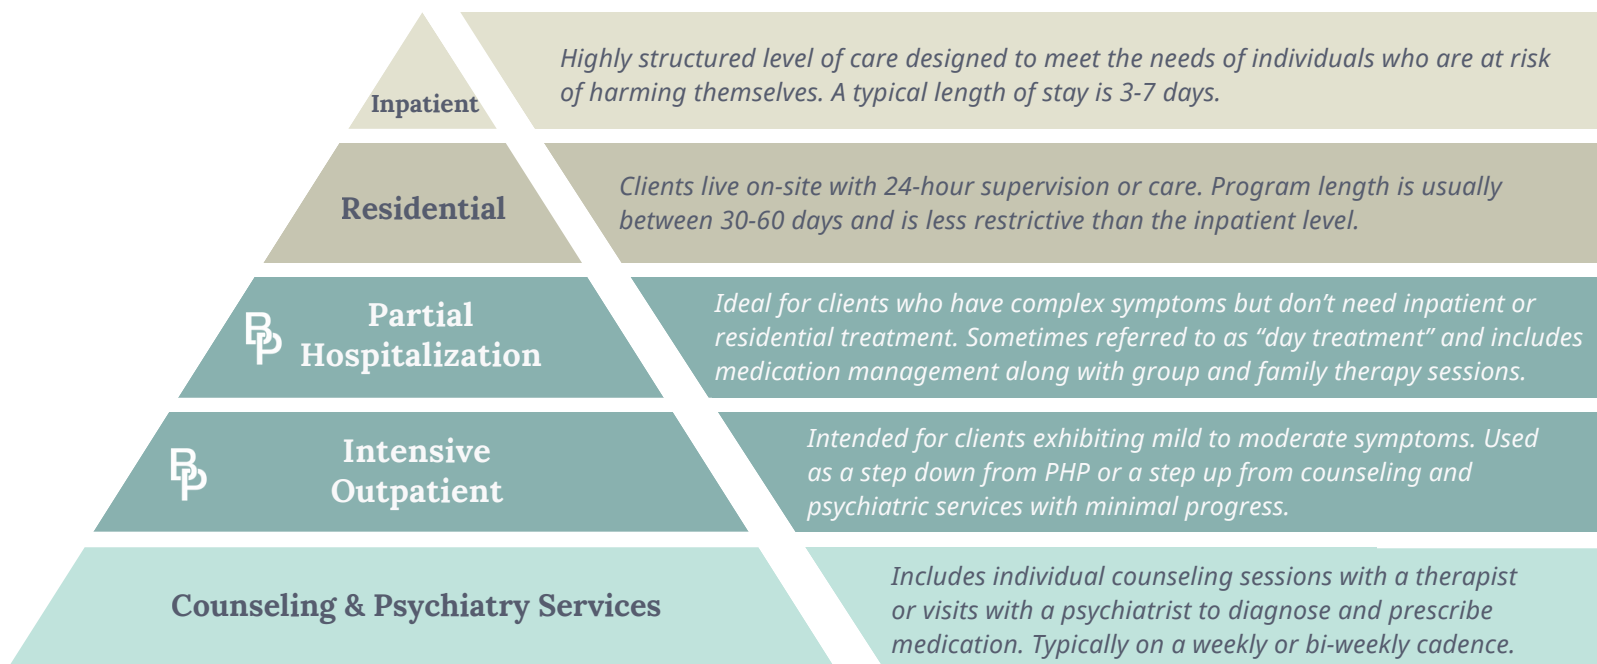 Inpatient
Highly structured level of care designed to meet the needs of individuals who are at risk
of harming themselves. A typical length of stay is 3-7 days.
Residential
Clients live on-site with 24-hour supervision or care. Program length is usually
between 30-60 days and is less restrictive than the inpatient level.
BP
Partial
Hospitalization
Ideal for clients who have complex symptoms but don’t need inpatient or
residential treatment. Sometimes referred to as “day treatment” and includes
medication management along with group and family therapy sessions.
BP
Intensive
Outpatient
Intended for clients exhibiting mild to moderate symptoms. Used
as a step down from PHP or a step up from counseling and
psychiatric services with minimal progress.
Counseling & Psychiatry Services
Includes individual counseling sessions with a therapist
or visits with a psychiatrist to diagnose and prescribe
medication. Typically on a weekly or bi-weekly cadence.